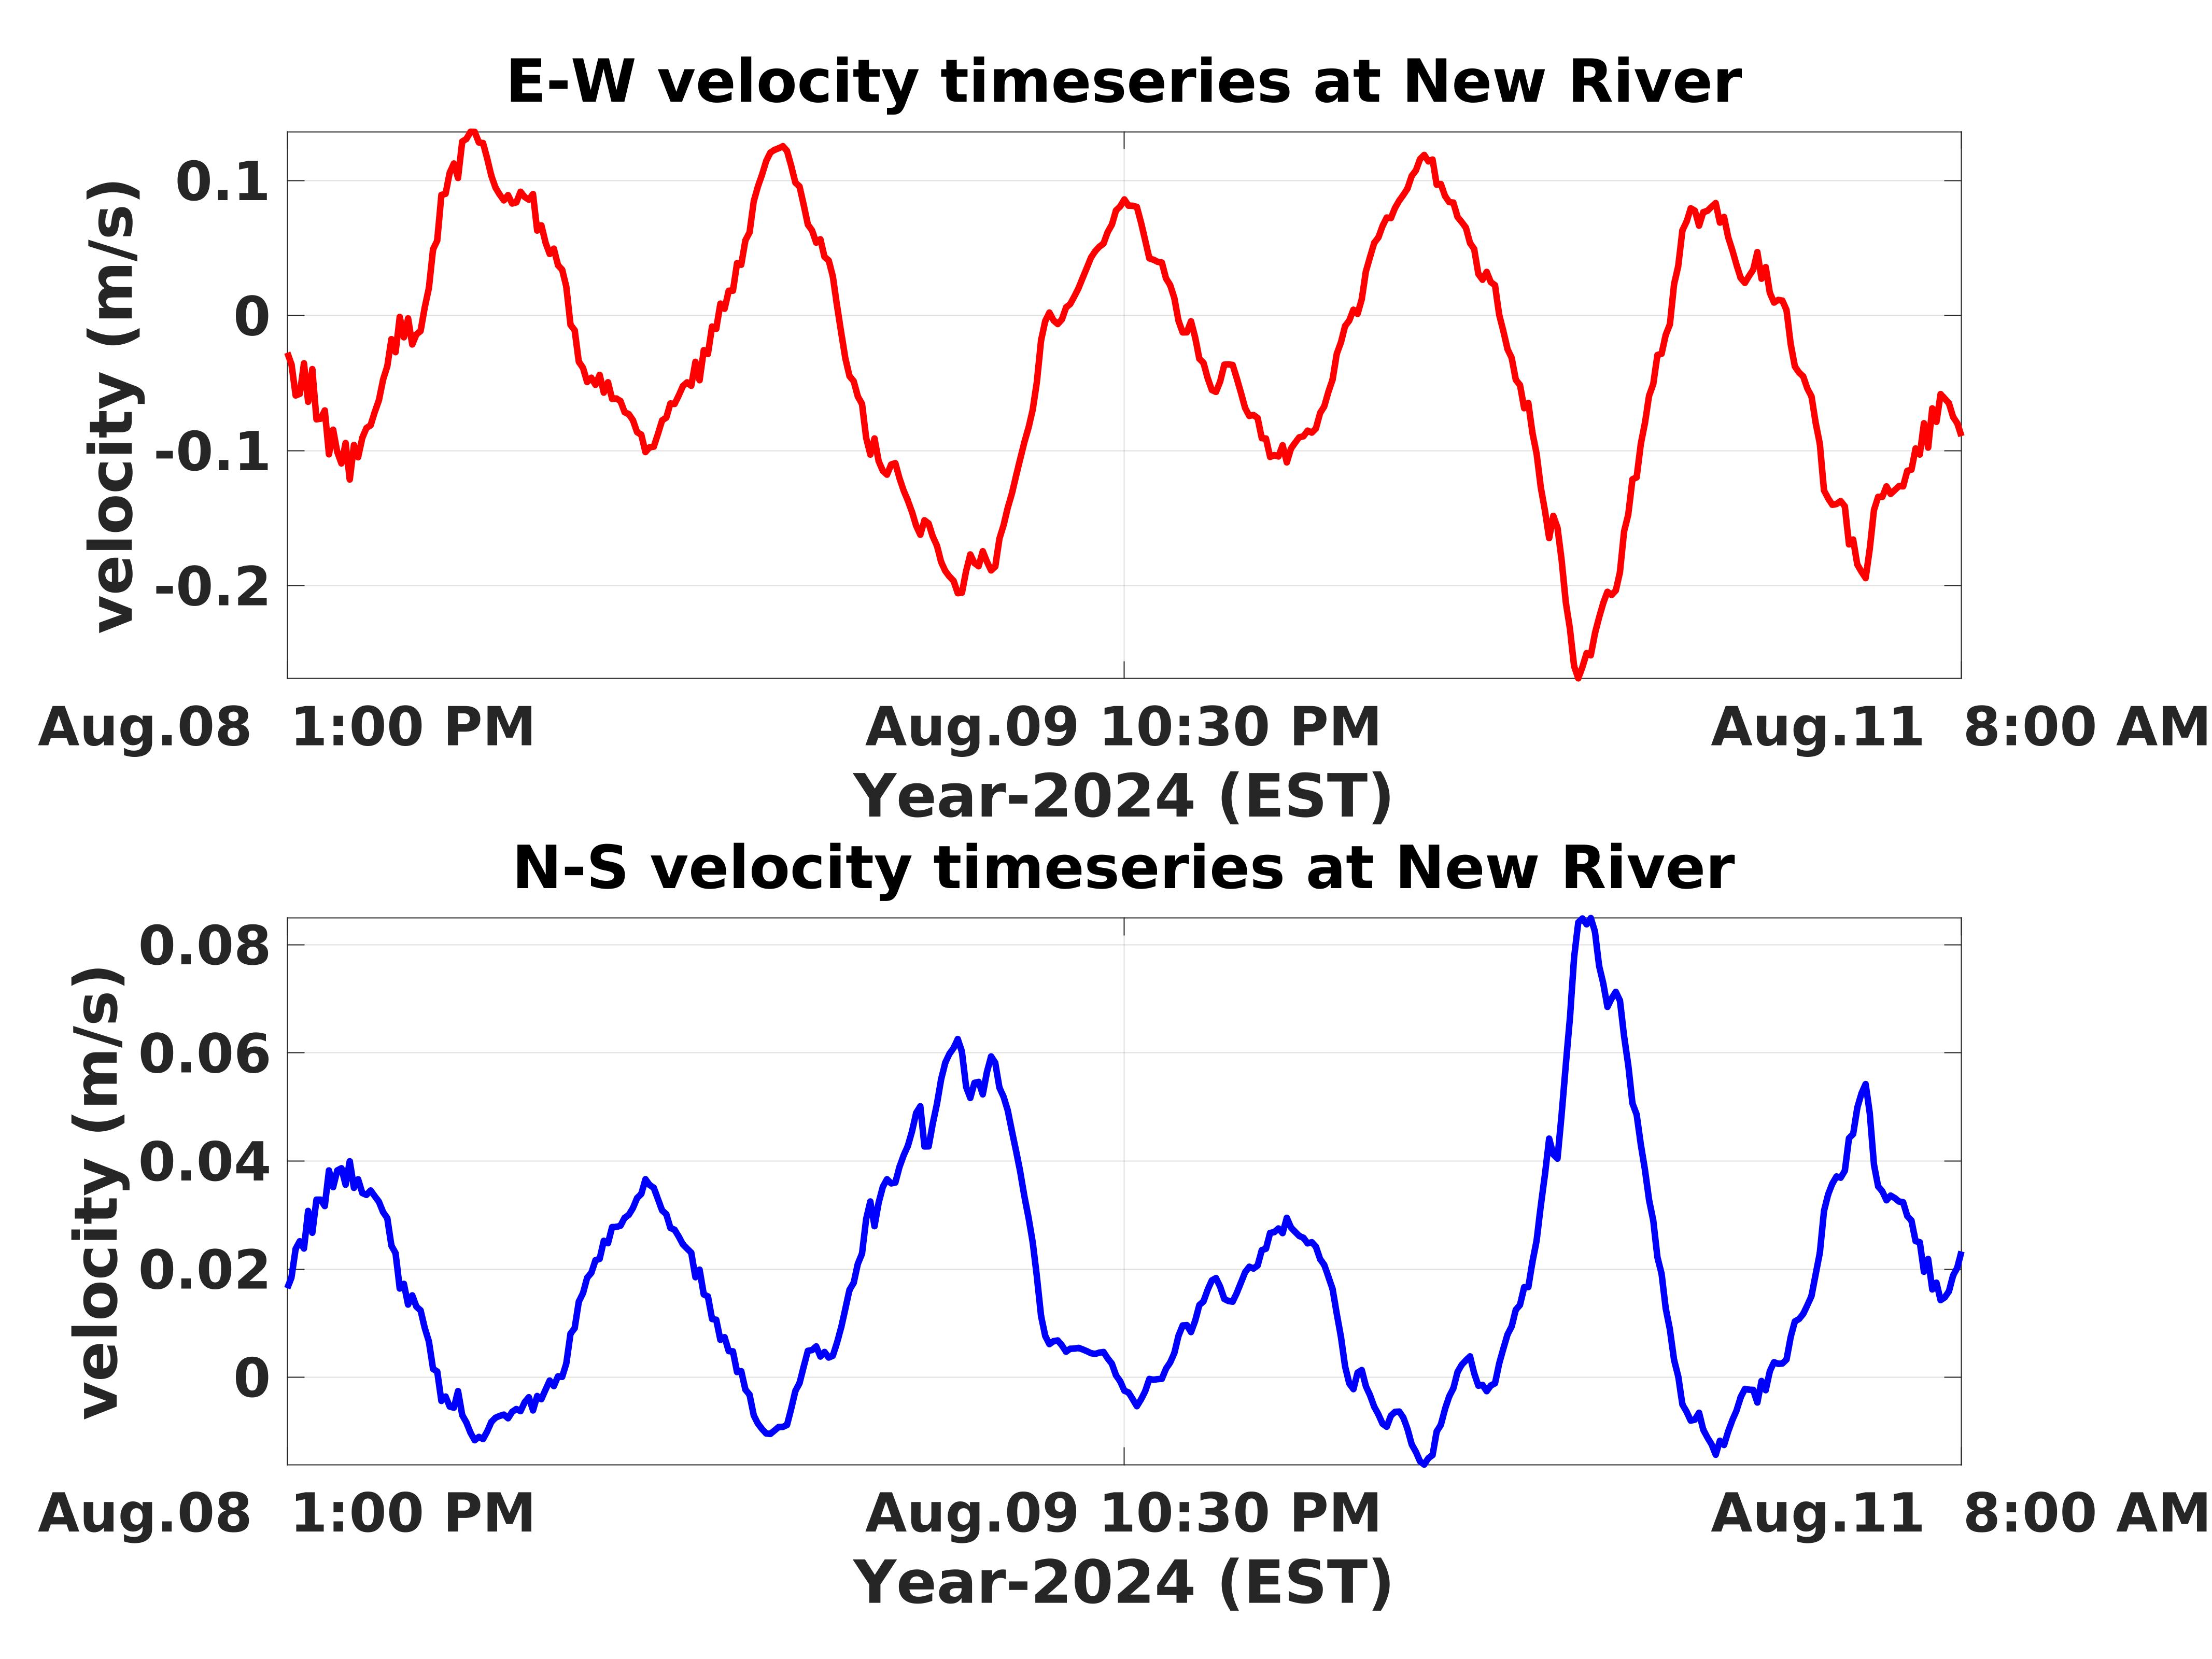 E-W velocity timeseries at New River
velocity (m/s)
0.1
0
-0.1
-0.2
Aug.08  1:00 PM
Aug.09 10:30 PM
Aug.11  8:00 AM
Year-2024 (EST)
N-S velocity timeseries at New River
velocity (m/s)
0.08
0.06
0.04
0.02
0
Aug.08  1:00 PM
Aug.09 10:30 PM
Aug.11  8:00 AM
Year-2024 (EST)